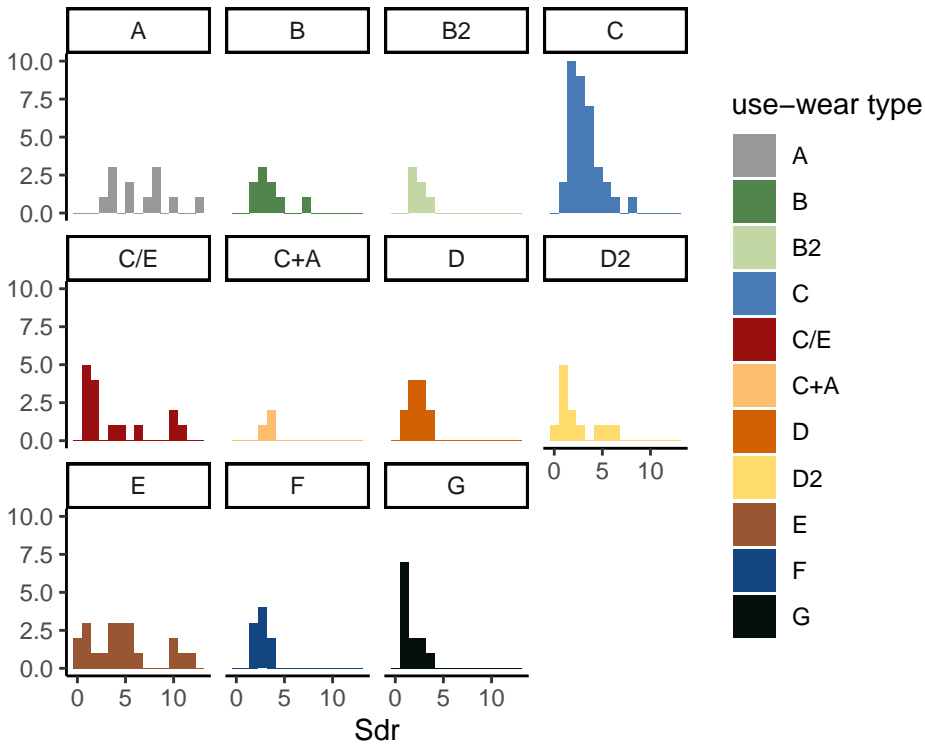 A B B2 C
10.0
7.5
5.0
2.5
0.0
C/E C+A D D2
10.0
7.5
5.0
2.5
0.0
0 5 10
E F G
10.0
7.5
5.0
2.5
0.0
0 5 10 0 5 10 0 5 10
Sdr
use−wear type
A
B
B2
C
C/E
C+A
D
D2
E
F
G